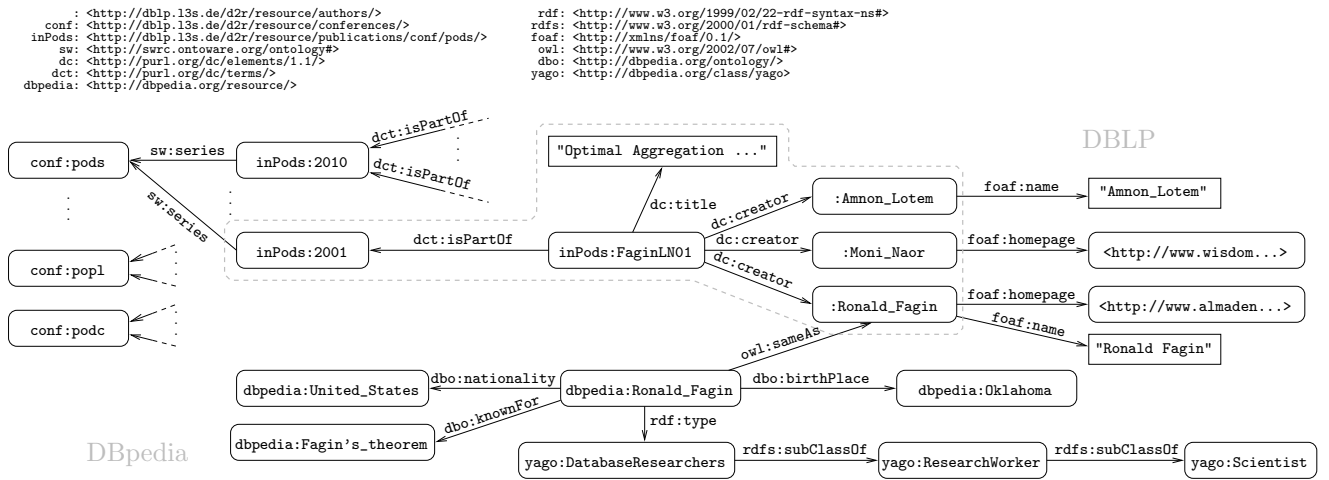 : <http://dblp.l3s.de/d2r/resource/authors/>
conf: <http://dblp.l3s.de/d2r/resource/conferences/>
inPods: <http://dblp.l3s.de/d2r/resource/publications/conf/pods/>
sw: <http://swrc.ontoware.org/ontology#>
dc: <http://purl.org/dc/elements/1.1/>
dct: <http://purl.org/dc/terms/>
dbpedia: <http://dbpedia.org/resource/>
rdf: <http://www.w3.org/1999/02/22-rdf-syntax-ns#>
rdfs: <http://www.w3.org/2000/01/rdf-schema#>
foaf: <http://xmlns/foaf/0.1/>
owl: <http://www.w3.org/2002/07/owl#>
dbo: <http://dbpedia.org/ontology/>
yago: <http://dbpedia.org/class/yago>
DBLP
dct:isPartOf
conf:pods
sw:series
inPods:2010
"Optimal Aggregation ..."
dct:isPartOf
sw:series
dc:title
dc:creator
:Amnon_Lotem
foaf:name
"Amnon_Lotem"
inPods:2001
dct:isPartOf
inPods:FaginLN01
dc:creator
:Moni_Naor
foaf:homepage
<http://www.wisdom...>
conf:popl
dc:creator
:Ronald_Fagin
foaf:homepage
<http://www.almaden...>
conf:podc
owl:sameAs
foaf:name
"Ronald Fagin"
dbpedia:United_States
dbo:nationality
dbpedia:Ronald_Fagin
dbo:birthPlace
dbpedia:Oklahoma
dbo:knownFor
rdf:type
dbpedia:Fagin's_theorem
DBpedia
yago:DatabaseResearchers
rdfs:subClassOf
yago:ResearchWorker
rdfs:subClassOf
yago:Scientist